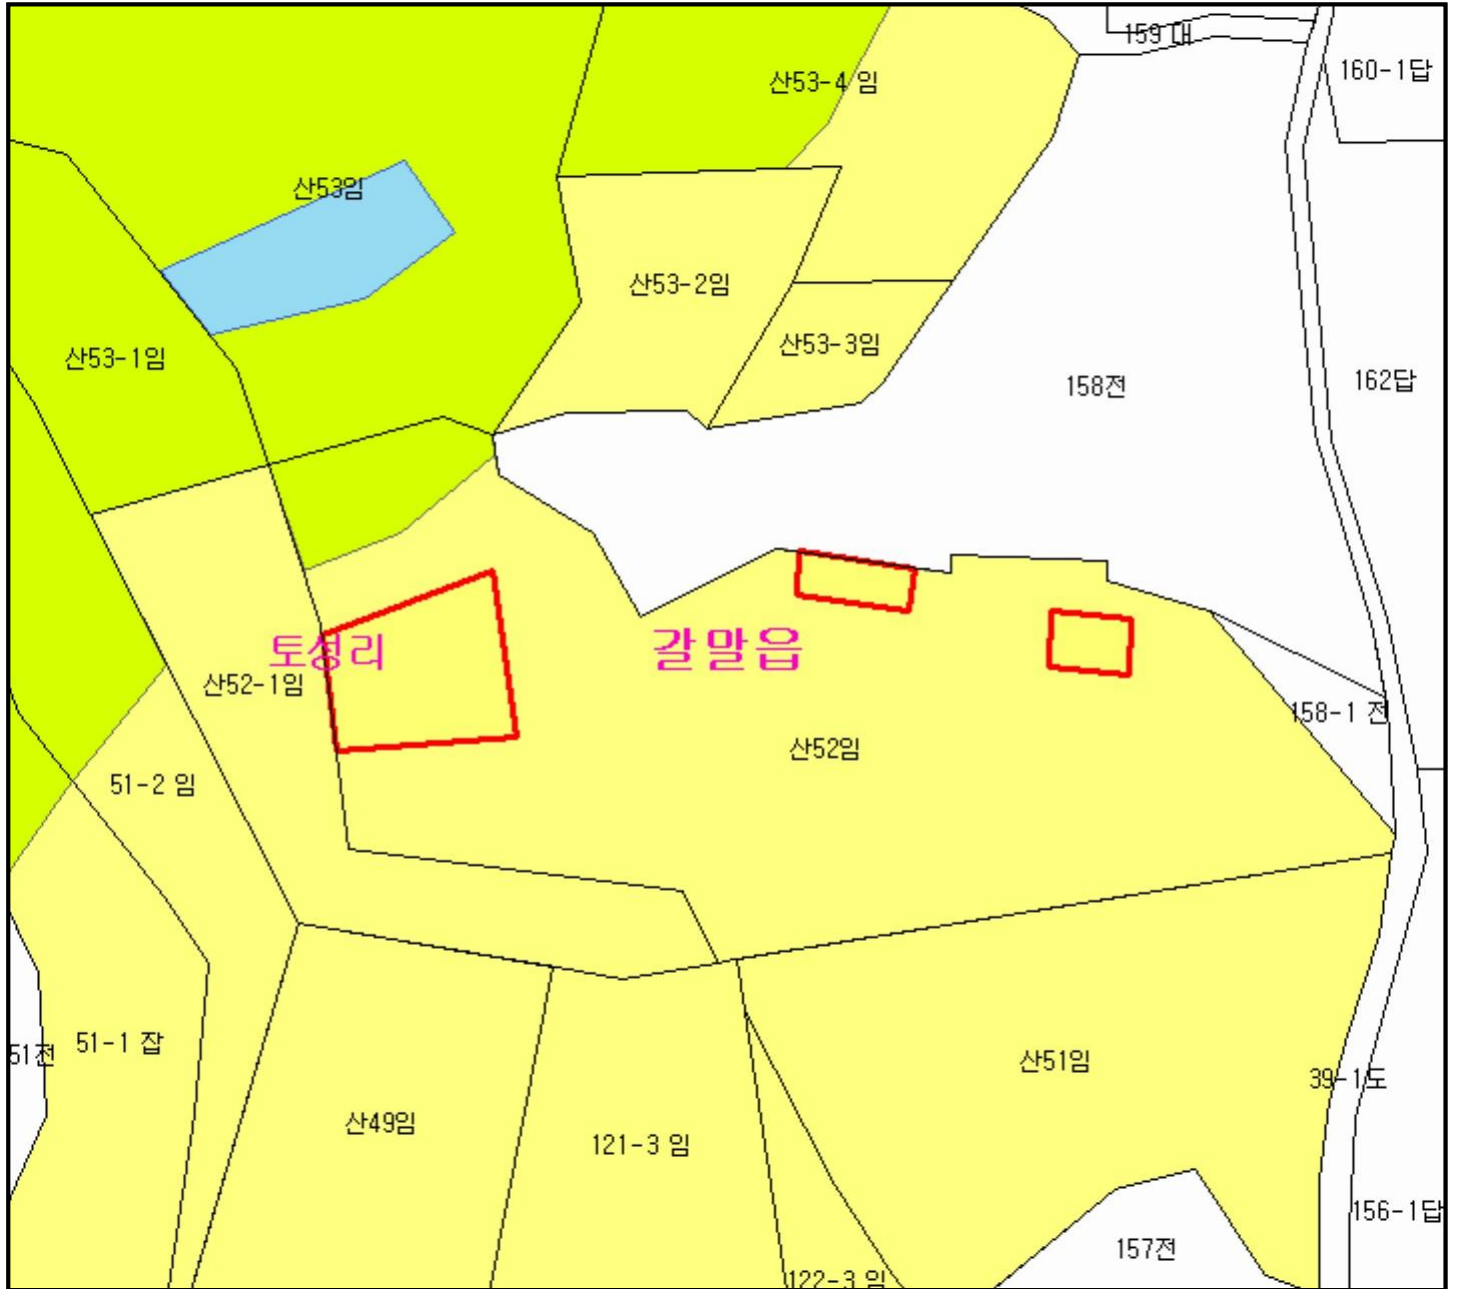 159 대
160-1답
산53-4 임
산53임
산53-2임
산53-3임
산53-1임
158전
162답
토성리
갈말읍
산52-1임
158-1 전
산52임
51-2 임
51-1 잡
51전
산51임
39-1도
산49임
121-3 임
156-1답
157전
122-3 임